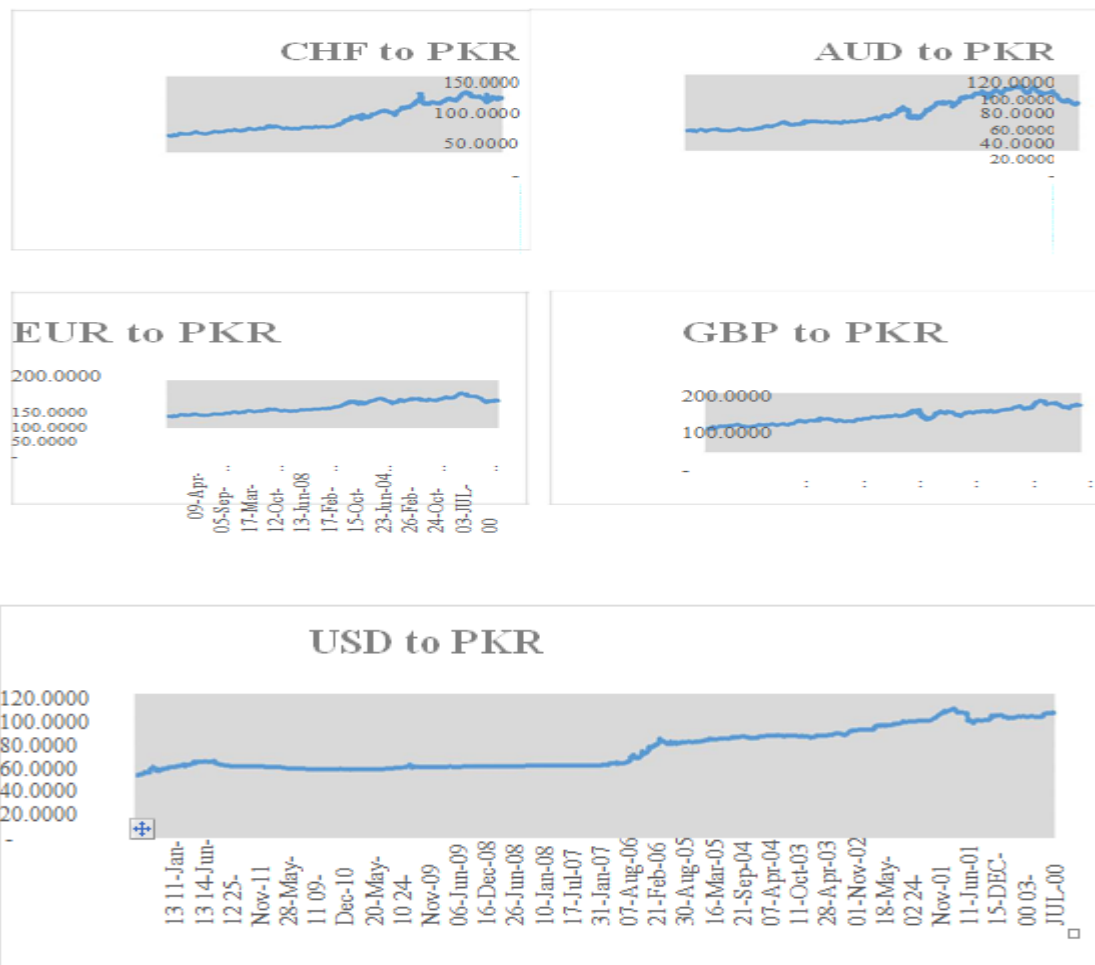 CHF to PKR
150.0000
100.0000
50.0000
-
AUD to PKR
120.0000
100.0000
80.0000
60.0000
40.0000
20.0000
-
EUR to PKR
200.0000
150.0000
100.0000
50.0000
-
09-Apr-
05-Sep-
17-Mar-
12-Oct-
13-Jun-08
17-Feb-
15-Oct-
23-Jun-04..
26-Feb-
24-Oct-
03-JUL-
00
GBP to PKR
200.0000
100.0000
-
USD to PKR
120.0000
100.0000
80.0000
60.0000
40.0000
20.0000
-
13 11-Jan-
13 14-Jun-
12 25-
Nov-11
28-May-
11 09-
Dec-10
20-May-
10 24-
Nov-09
06-Jun-09
16-Dec-08
26-Jun-08
10-Jan-08
17-Jul-07
31-Jan-07
07-Aug-06
21-Feb-06
30-Aug-05
16-Mar-05
21-Sep-04
07-Apr-04
11-Oct-03
28-Apr-03
01-Nov-02
18-May-
02 24-
Nov-01
11-Jun-01
15-DEC-
00 03-
JUL-00